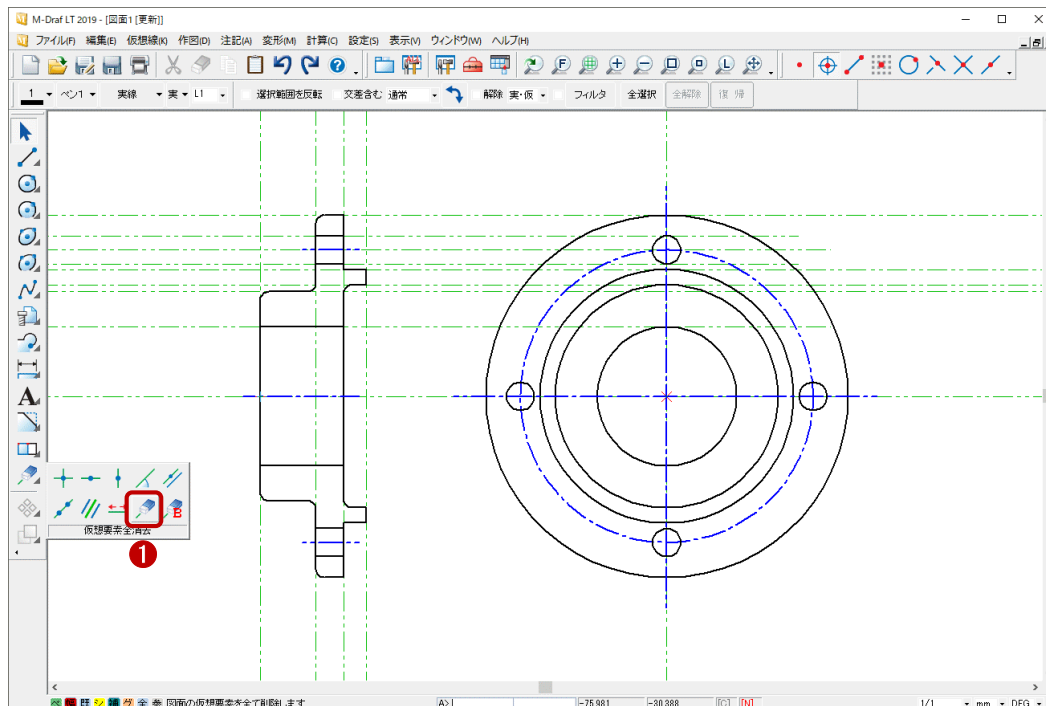 M-Draf LT 2019 - [図面1 [更新]]
ファイル(F) 編集(E) 仮想線(K) 作図(D) 注記(A) 変形(M) 計算(C) 設定(S) 表示(V) ウィンドウ(W) ヘルプ(H)
1 ペン1 実線 実 L1 選択範囲を反転 交差含む 通常 解除 実・仮 フィルタ 全選択 全解除 復 帰
A
B
仮想要素全消去
1
図面の仮想要素を全て削除します A>| -75.981 -30.388 [C] [N] 1/1 mm DEG